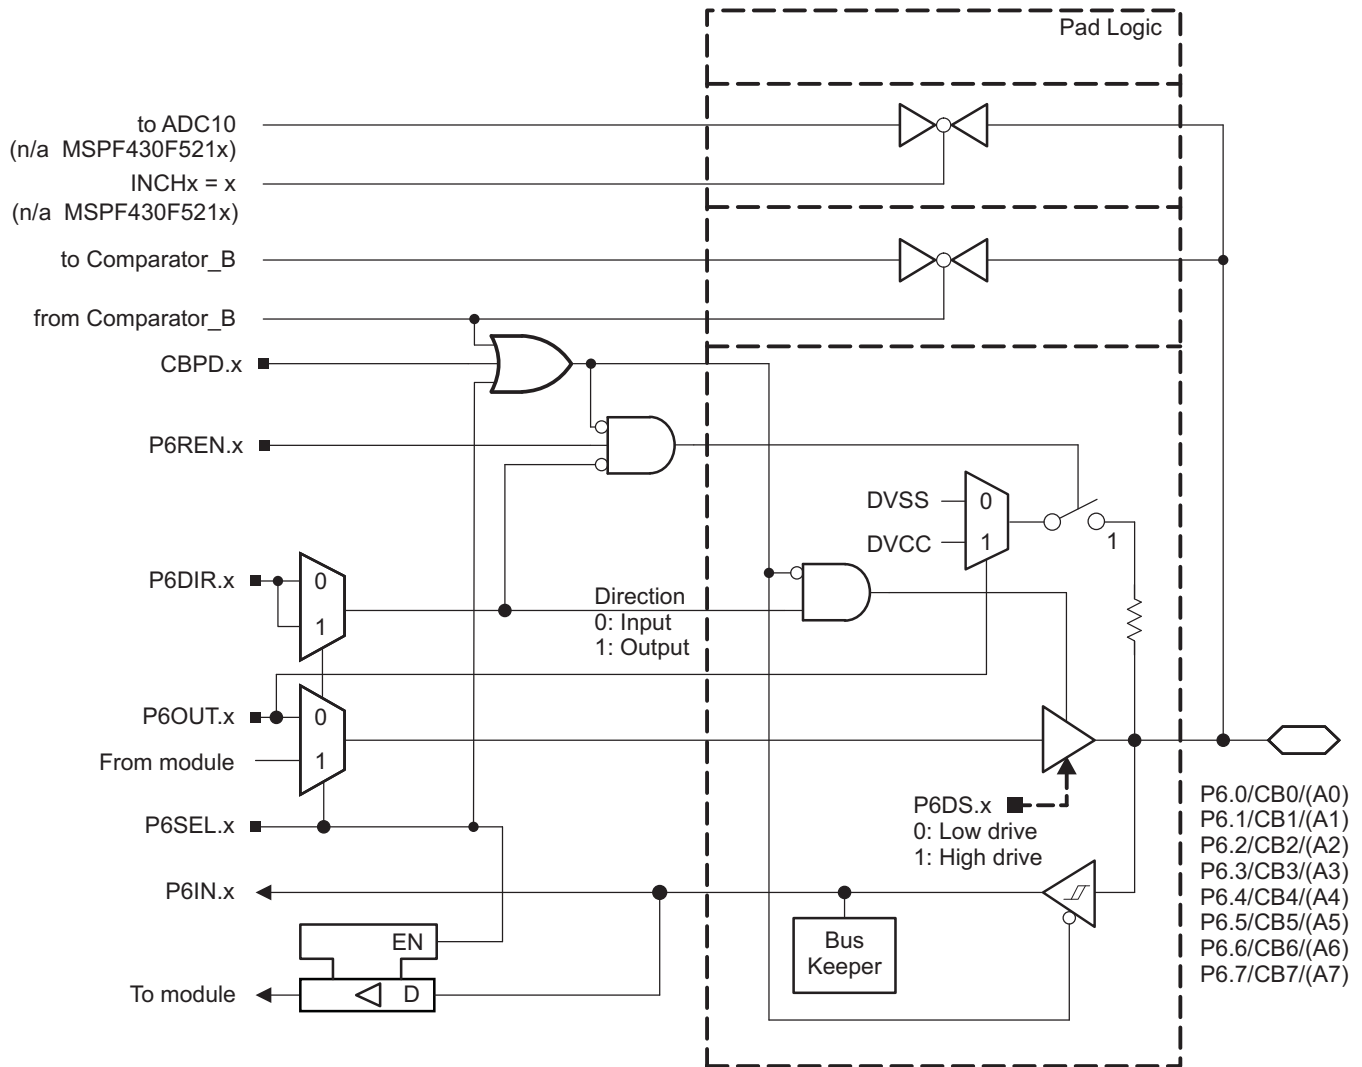 Pad Logic
to ADC10
(n/a MSPF430F521x)
INCHx = x
(n/a MSPF430F521x)
to Comparator_B
from Comparator_B
CBPD.x
P6REN.x
DVSS
0
DVCC
1
1
P6DIR.x
0
1
Direction
0: Input
1: Output
P6OUT.x
0
From module
1
P6DS.x
0: Low drive
1: High drive
P6SEL.x
P6IN.x
EN
Bus
Keeper
To module
D
P6.0/CB0/(A0)
P6.1/CB1/(A1)
P6.2/CB2/(A2)
P6.3/CB3/(A3)
P6.4/CB4/(A4)
P6.5/CB5/(A5)
P6.6/CB6/(A6)
P6.7/CB7/(A7)